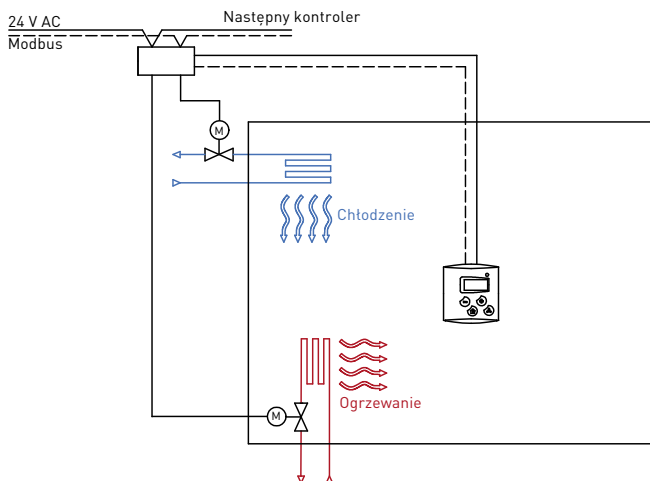 24 V AC
Następny kontroler
Modbus
M
Chłodzenie
Ogrzewanie
M